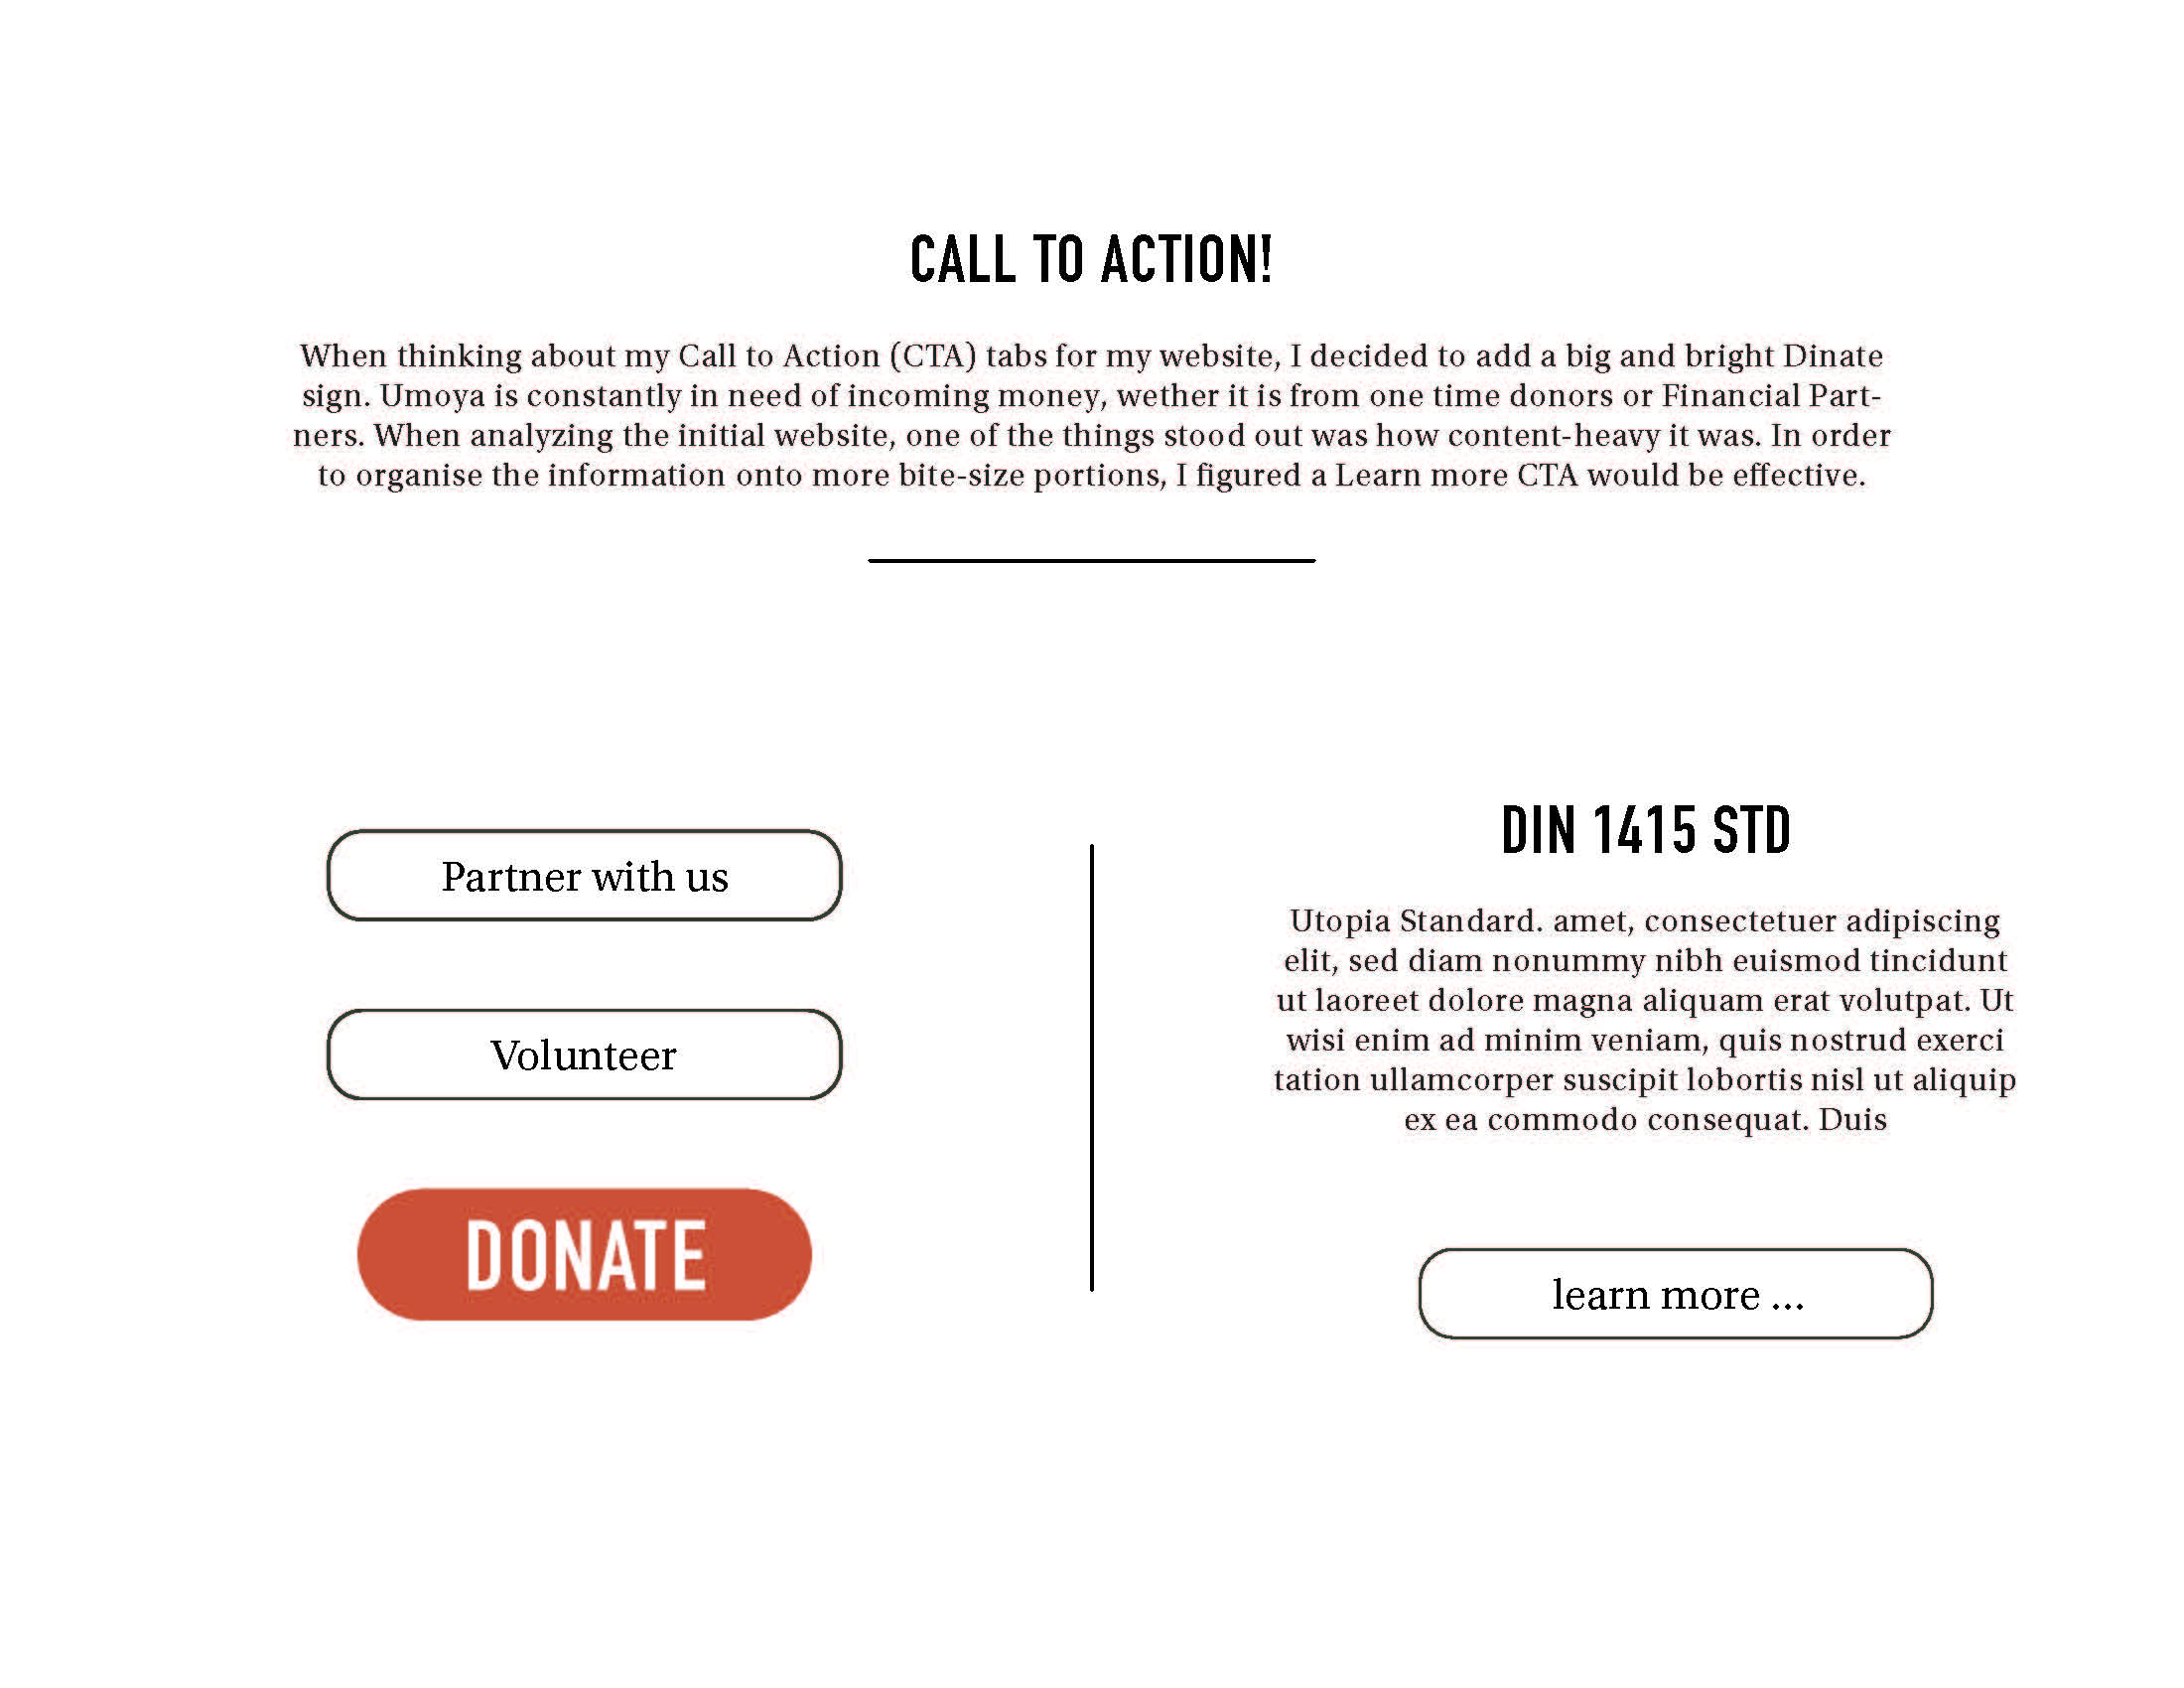 CALL TO ACTION!
When thinking about my Call to Action (CTA) tabs for my website, I decided to add a big and bright Dinate
sign. Umoya is constantly in need of incoming money, wether it is from one time donors or Financial Part-
ners. When analyzing the initial website, one of the things stood out was how content-heavy it was. In order
to organise the information onto more bite-size portions, I figured a Learn more CTA would be effective.
Partner with us
Volunteer
DONATE
DIN 1415 STD
Utopia Standard. amet, consectetuer adipiscing
elit, sed diam nonummy nibh euismod tincidunt
ut laoreet dolore magna aliquam erat volutpat. Ut
wisi enim ad minim veniam, quis nostrud exerci
tation ullamcorper suscipit lobortis nisl ut aliquip
ex ea commodo consequat. Duis
learn more ...